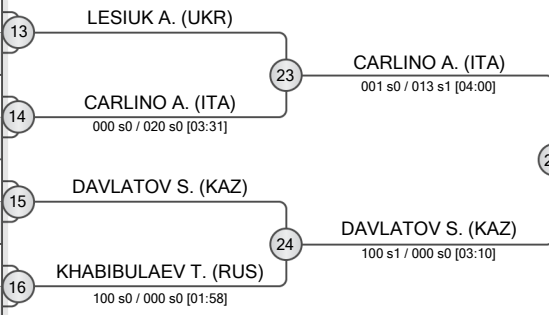 LESIUK A. (UKR)
13
23
CARLINO A. (ITA)
001 s0 / 013 s1 [04:00]
CARLINO A. (ITA)
14
000 s0 / 020 s0 [03:31]
DAVLATOV S. (KAZ)
15
24
DAVLATOV S. (KAZ)
100 s1 / 000 s0 [03:10]
KHABIBULAEV T. (RUS)
16
100 s0 / 000 s0 [01:58]